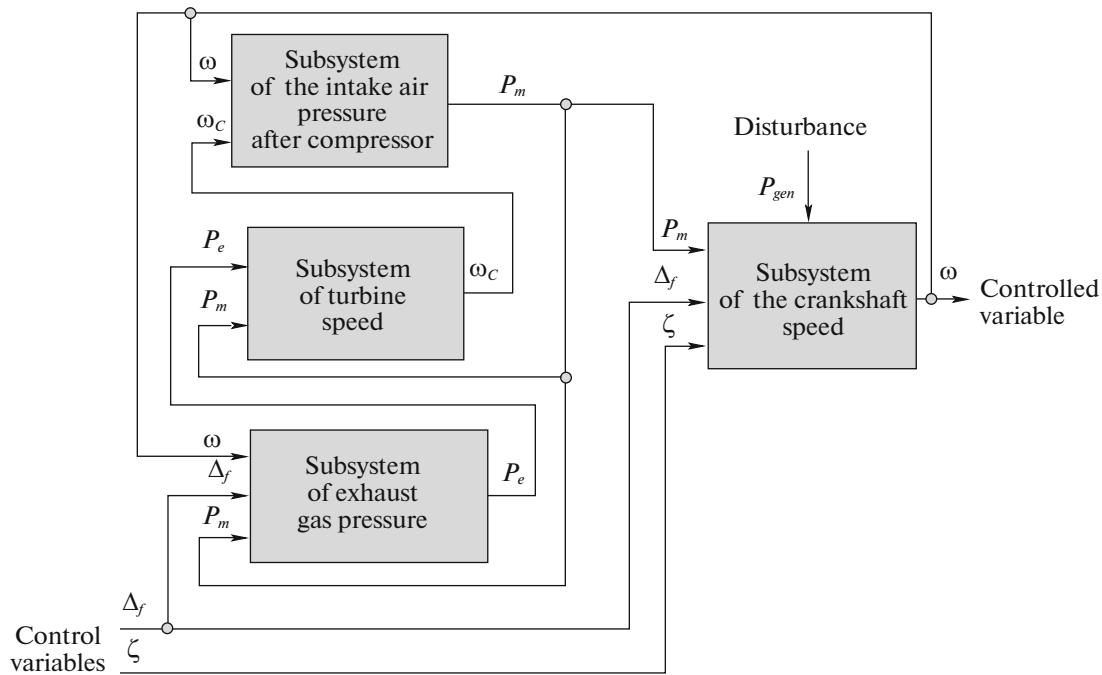 ω
Subsystem
of the intake air
pressure
after compressor
ω_C
P_m
Disturbance
P_gen
P_e
P_m
Subsystem
of turbine
speed
ω_C
P_m
Δ_f
ζ
Subsystem
of the crankshaft
speed
ω
Controlled
variable
ω
Δ_f
P_m
Subsystem
of exhaust
gas pressure
P_e
Δ_f
ζ
Control
variables